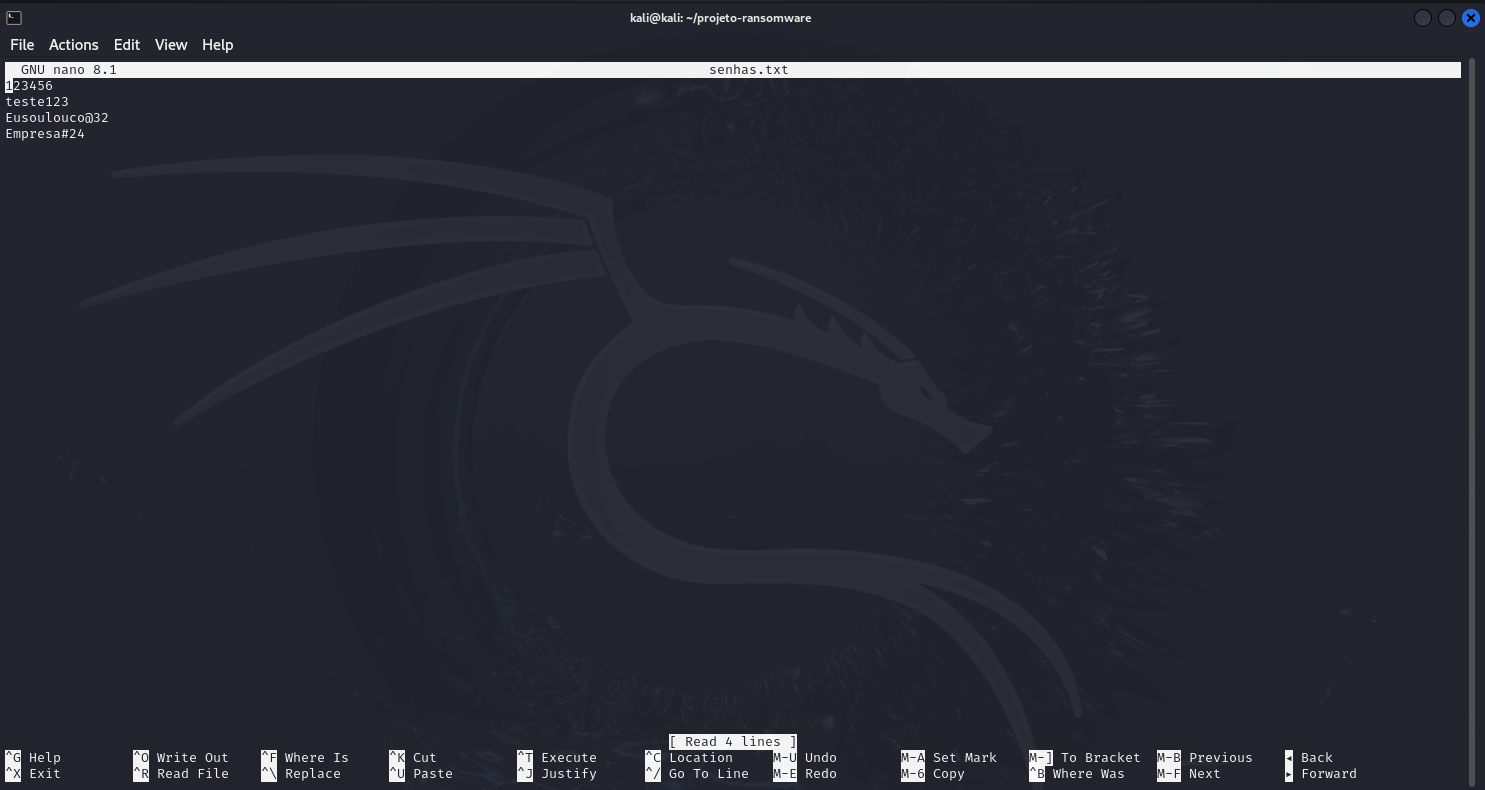 kali@kali: ~/projeto-ransomware
File Actions Edit View Help
GNU nano 8.1 senhas.txt
123456
teste123
Eusoulouco@32
Empresa#24
[ Read 4 lines ]
^G Help ^O Write Out ^F Where Is ^K Cut ^T Execute ^C Location M-U Undo M-A Set Mark M-] To Bracket M-B Previous ◂ Back
^X Exit ^R Read File ^\ Replace ^U Paste ^J Justify ^/ Go To Line M-E Redo M-6 Copy ^B Where Was M-F Next ▸ Forward